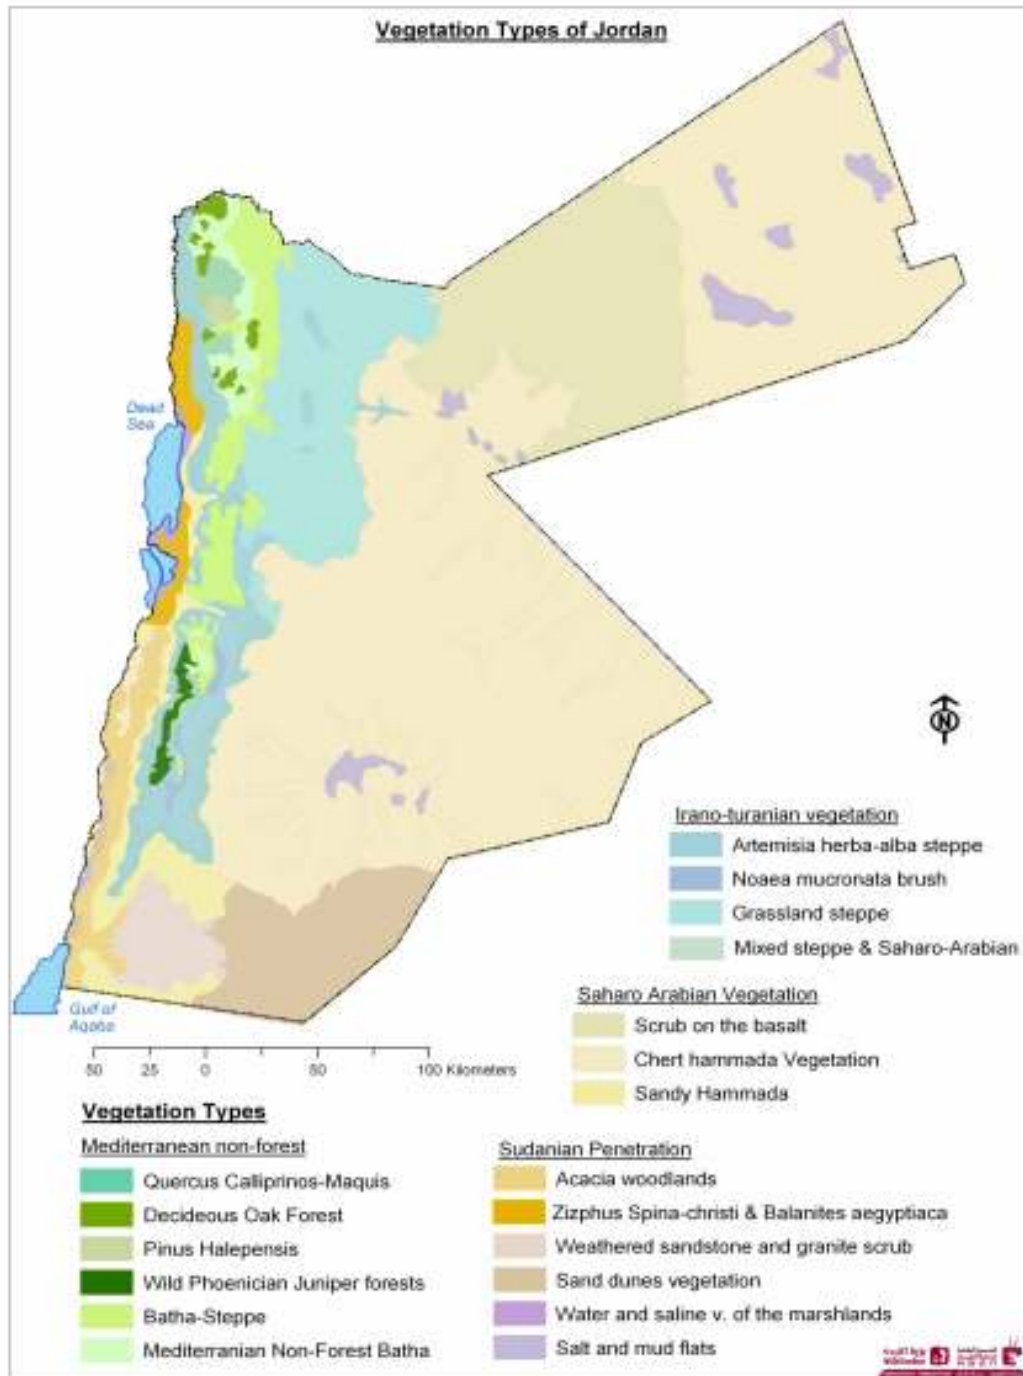 Vegetation Types of Jordan
Dead
Sea
N
Irano-turanian vegetation
Artemisia herba-alba steppe
Noaea mucronata brush
Grassland steppe
Mixed steppe & Saharo-Arabian
Gulf of
Aqaba
Saharo Arabian Vegetation
Scrub on the basalt
Chert hammada Vegetation
Sandy Hammada
50 25 0 50 100 Kilometers
Vegetation Types
Mediterranean non-forest
Quercus Calliprinos-Maquis
Decideous Oak Forest
Pinus Halepensis
Wild Phoenician Juniper forests
Batha-Steppe
Mediterranian Non-Forest Batha
Sudanian Penetration
Acacia woodlands
Zizphus Spina-christi & Balanites aegyptiaca
Weathered sandstone and granite scrub
Sand dunes vegetation
Water and saline v. of the marshlands
Salt and mud flats